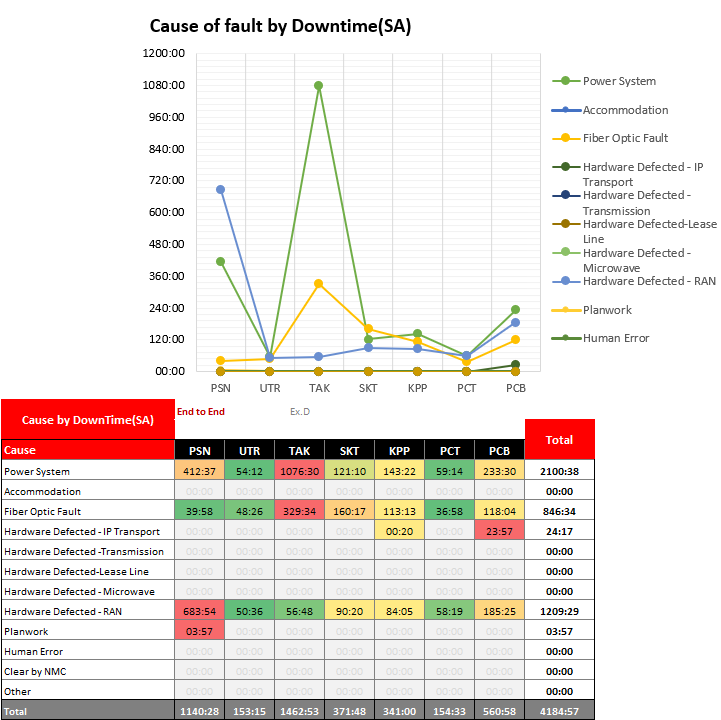 Cause of fault by Downtime(SA)
1200:00
1080:00
960:00
840:00
720:00
600:00
480:00
360:00
240:00
120:00
00:00
PSN UTR TAK SKT KPP PCT PCB
Power System
Accommodation
Fiber Optic Fault
Hardware Defected - IP
Transport
Hardware Defected -
Transmission
Hardware Defected-Lease
Line
Hardware Defected -
Microwave
Hardware Defected - RAN
Planwork
Human Error
Cause by DownTime(SA) End to End Ex.D Total
Cause PSN UTR TAK SKT KPP PCT PCB
Power System 412:37 54:12 1076:30 121:10 143:22 59:14 233:30 2100:38
Accommodation 00:00 00:00 00:00 00:00 00:00 00:00 00:00 00:00
Fiber Optic Fault 39:58 48:26 329:34 160:17 113:13 36:58 118:04 846:34
Hardware Defected - IP Transport 00:00 00:00 00:00 00:00 00:20 00:00 23:57 24:17
Hardware Defected -Transmission 00:00 00:00 00:00 00:00 00:00 00:00 00:00 00:00
Hardware Defected-Lease Line 00:00 00:00 00:00 00:00 00:00 00:00 00:00 00:00
Hardware Defected - Microwave 00:00 00:00 00:00 00:00 00:00 00:00 00:00 00:00
Hardware Defected - RAN 683:54 50:36 56:48 90:20 84:05 58:19 185:25 1209:29
Planwork 03:57 00:00 00:00 00:00 00:00 00:00 00:00 03:57
Human Error 00:00 00:00 00:00 00:00 00:00 00:00 00:00 00:00
Clear by NMC 00:00 00:00 00:00 00:00 00:00 00:00 00:00 00:00
Other 00:00 00:00 00:00 00:00 00:00 00:00 00:00 00:00
Total 1140:28 153:15 1462:53 371:48 341:00 154:33 560:58 4184:57